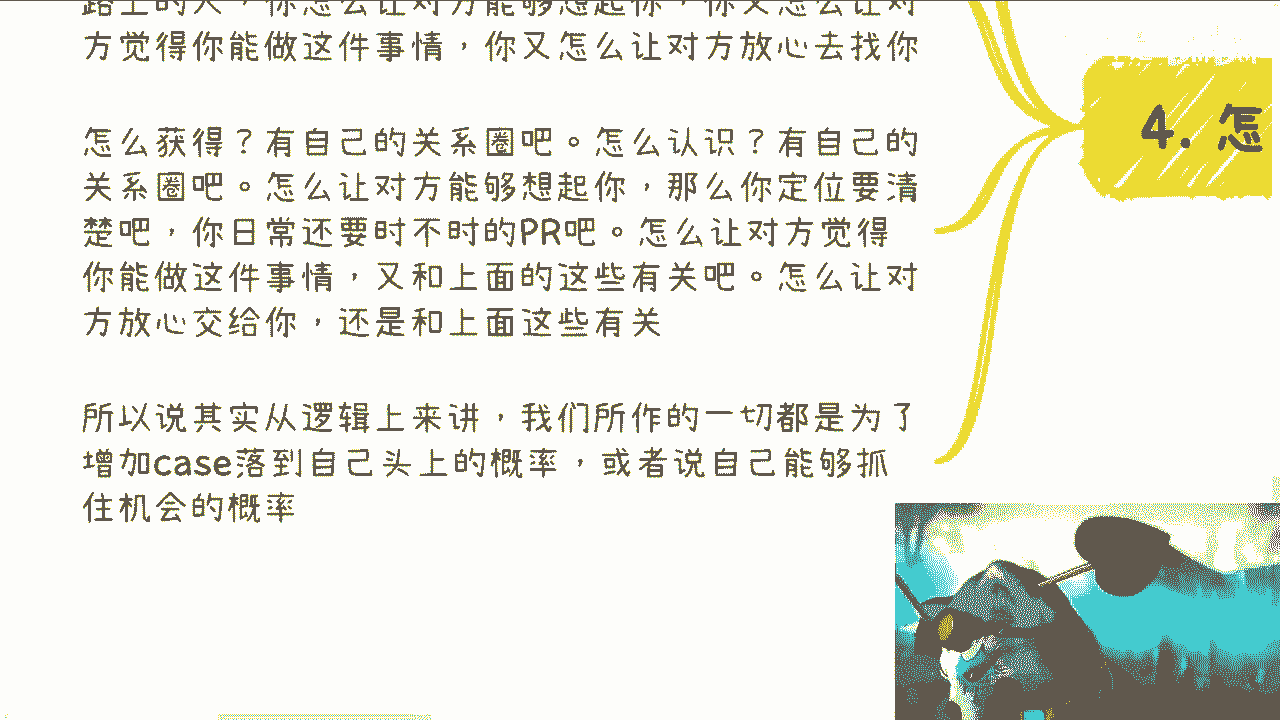 路上的人，你怎么让对方能够想起你，你又怎么让对
方觉得你能做这件事情，你又怎么让对方放心去找你
怎么获得？有自己的关系圈吧。怎么认识？有自己的
关系圈吧。怎么让对方能够想起你，那么你定位要清
楚吧，你日常还要时不时的PR吧。怎么让对方觉得
你能做这件事情，又和上面的这些有关吧。怎么让对
方放心交给你，还是和上面这些有关
所以说其实从逻辑上来讲，我们所作的一切都是为了
增加case落到自己头上的概率，或者说自己能够抓
住机会的概率
4. 怎